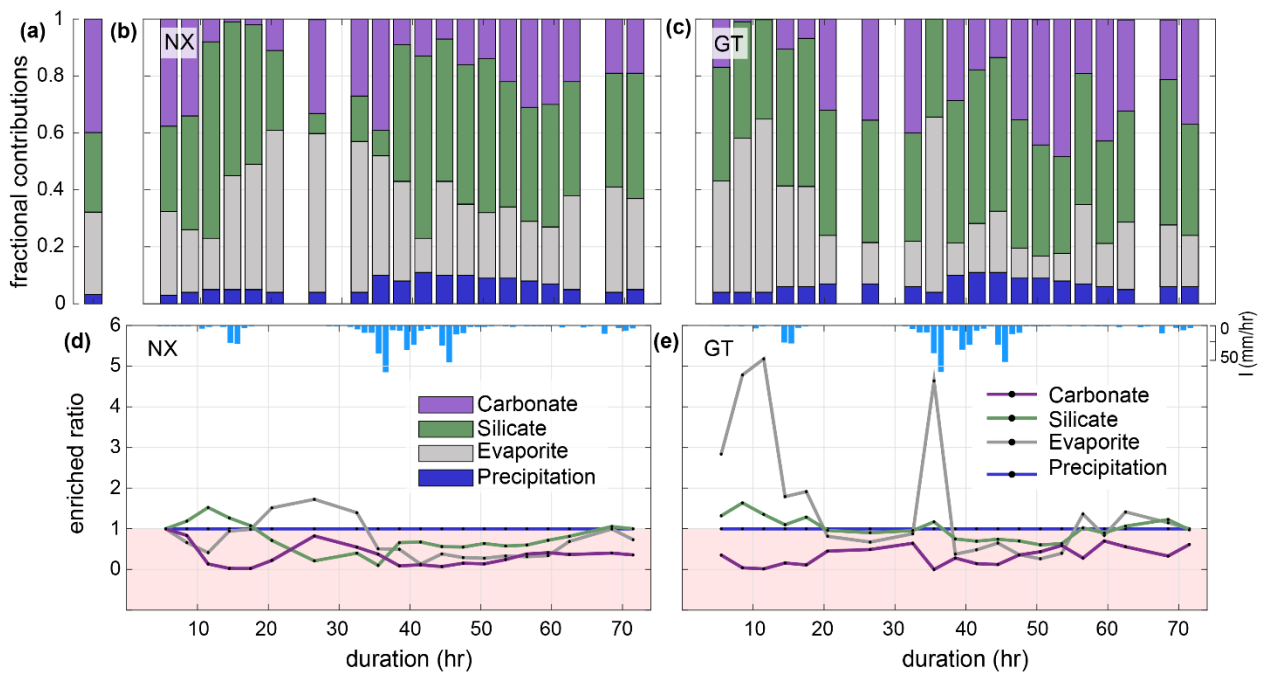 (a) (b) NX (c) GT
fractional contributions
1
0.8
0.6
0.4
0.2
0
(d) NX (e) GT
enriched ratio
6
5
4
3
2
1
0
0
50
I (mm/hr)
Carbonate
Silicate
Evaporite
Precipitation
Carbonate
Silicate
Evaporite
Precipitation
10 20 30 40 50 60 70
10 20 30 40 50 60 70
duration (hr)
duration (hr)